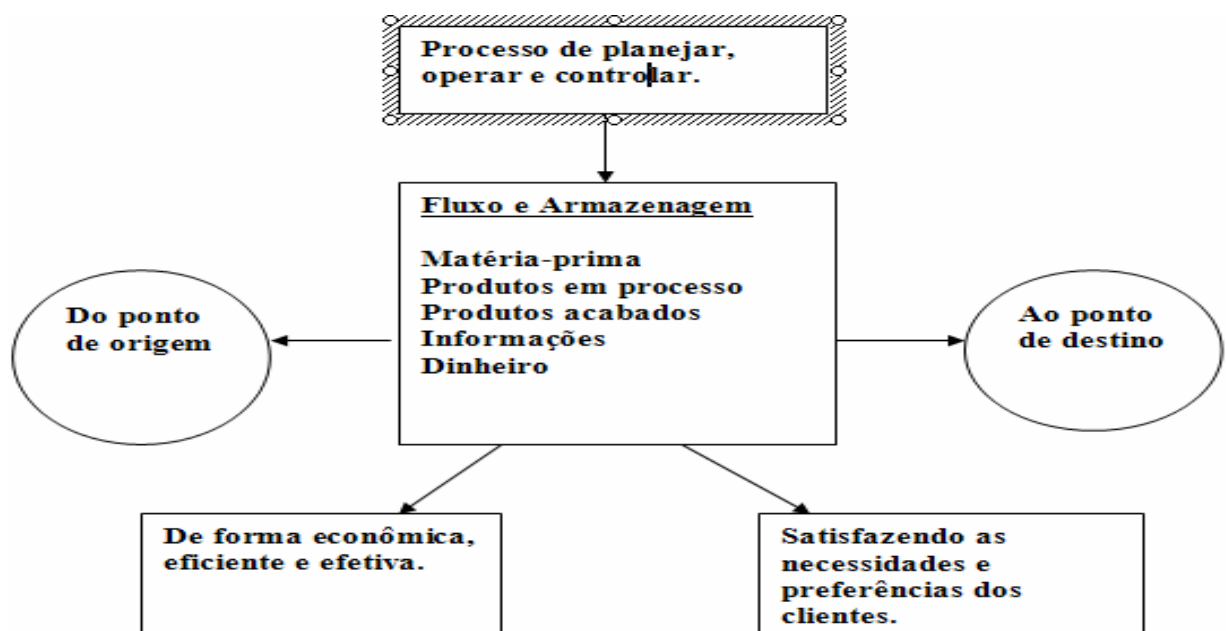 Processo de planejar,
operar e controlar.
Fluxo e Armazenagem
Matéria-prima
Produtos em processo
Produtos acabados
Informações
Dinheiro
Do ponto
de origem
Ao ponto
de destino
De forma econômica,
eficiente e efetiva.
Satisfazendo as
necessidades e
preferências dos
clientes.